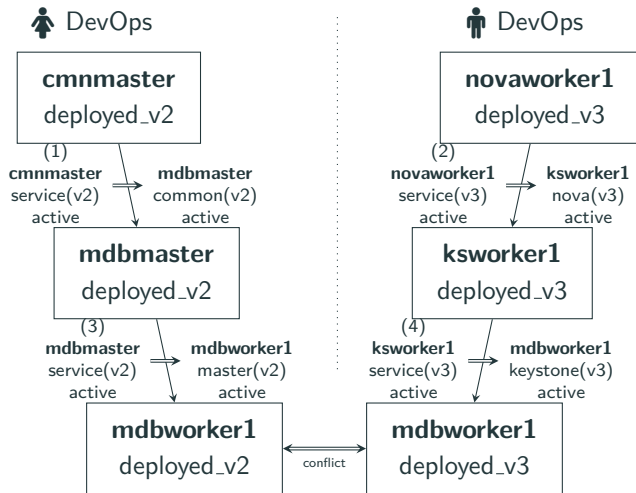 DevOps
cmnmaster
deployed_v2
(1)
cmnmaster
service(v2)
active
mdbmaster
common(v2)
active
mdbmaster
deployed_v2
(3)
mdbmaster
service(v2)
active
mdbworker1
master(v2)
active
mdbworker1
deployed_v2
conflict
DevOps
novaworker1
deployed_v3
(2)
novaworker1
service(v3)
active
ksworker1
nova(v3)
active
ksworker1
deployed_v3
(4)
ksworker1
service(v3)
active
mdbworker1
keystone(v3)
active
mdbworker1
deployed_v3